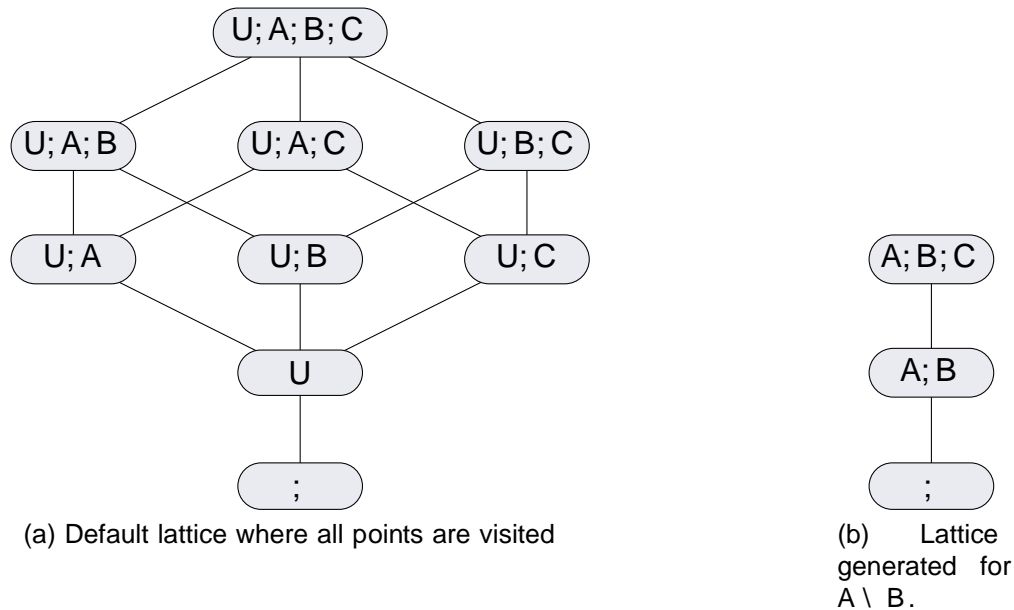 U; A; B; C
U; A; B
U; A; C
U; B; C
U; A
U; B
U; C
A; B; C
U
A; B
;
;
(a) Default lattice where all points are visited
(b) Lattice
generated for
A \ B.